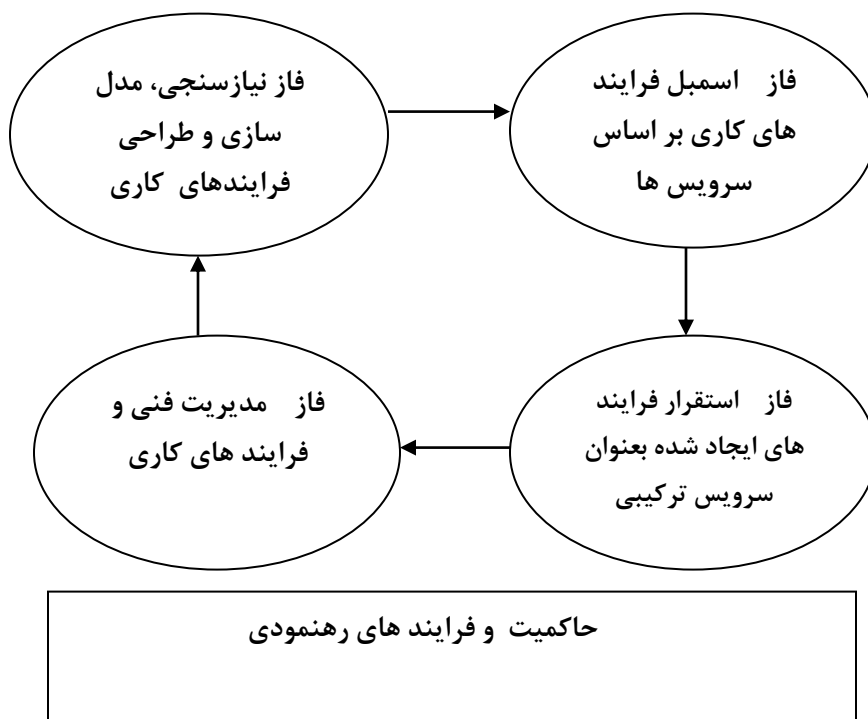 فاز نیازسنجی، مدل
سازی و طراحی
فرایندهای کاری
فاز اسمبل فرایند
های کاری بر اساس
سرویس ها
فاز استقرار فرایند
های ایجاد شده بعنوان
سرویس ترکیبی
فاز مدیریت فنی و
فرایند های کاری
حاکمیت و فرایند های رهنمودی